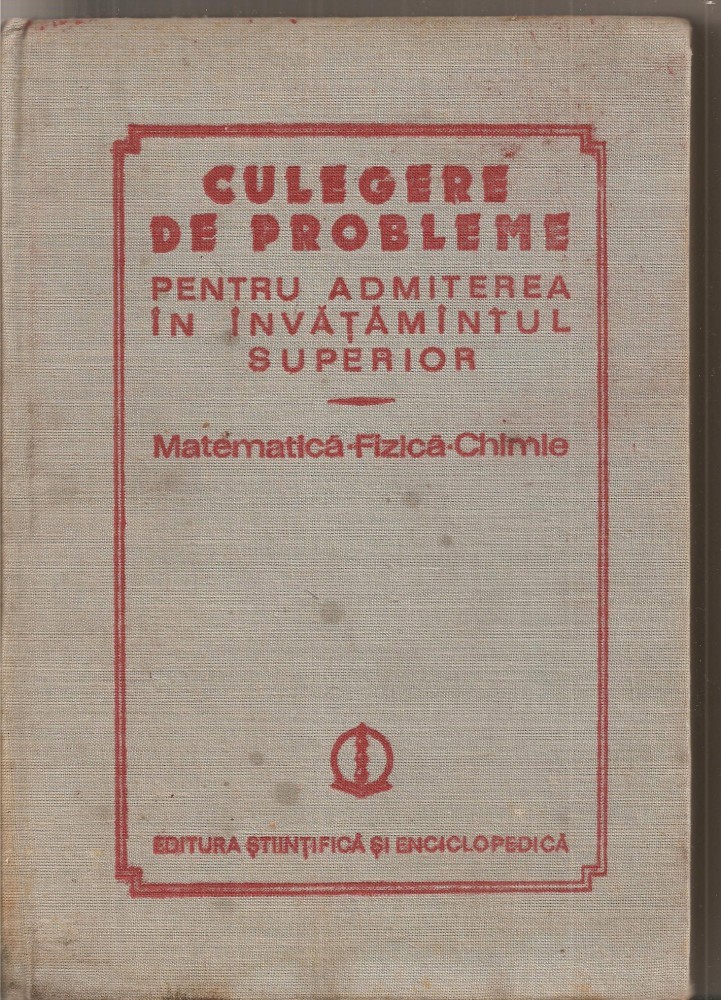 CULEGERE
DE PROBLEME
PENTRU ADMITEREA
ÎN ÎNVĂȚĂMÎNTUL
SUPERIOR
Matematică·Fizică·Chimie
EDITURA ȘTIINȚIFICĂ ȘI ENCICLOPEDICĂ